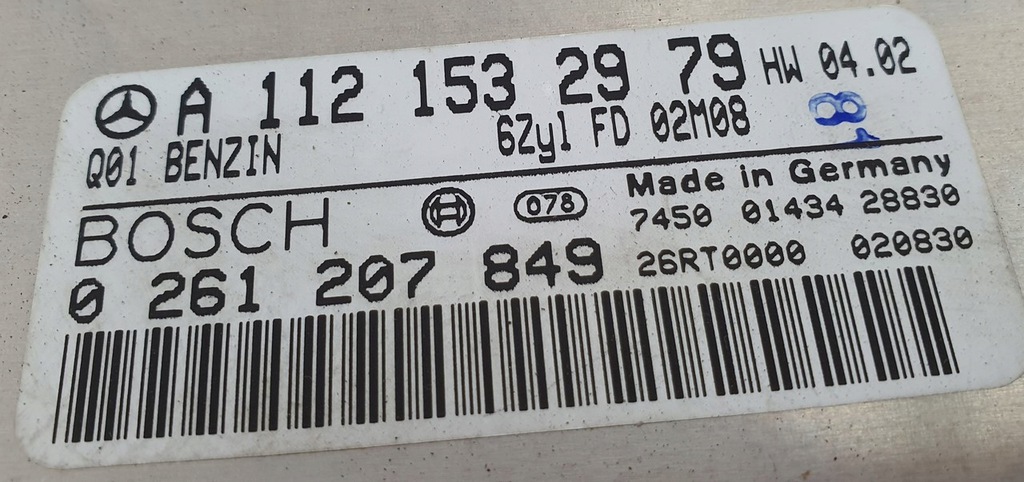 A 112 153 29 79 HW 04.02
Q01 BENZIN 6Zyl FD 02M08
8
BOSCH 078 Made in Germany
7450 01434 28830
0 261 207 849 26RT0000 020830